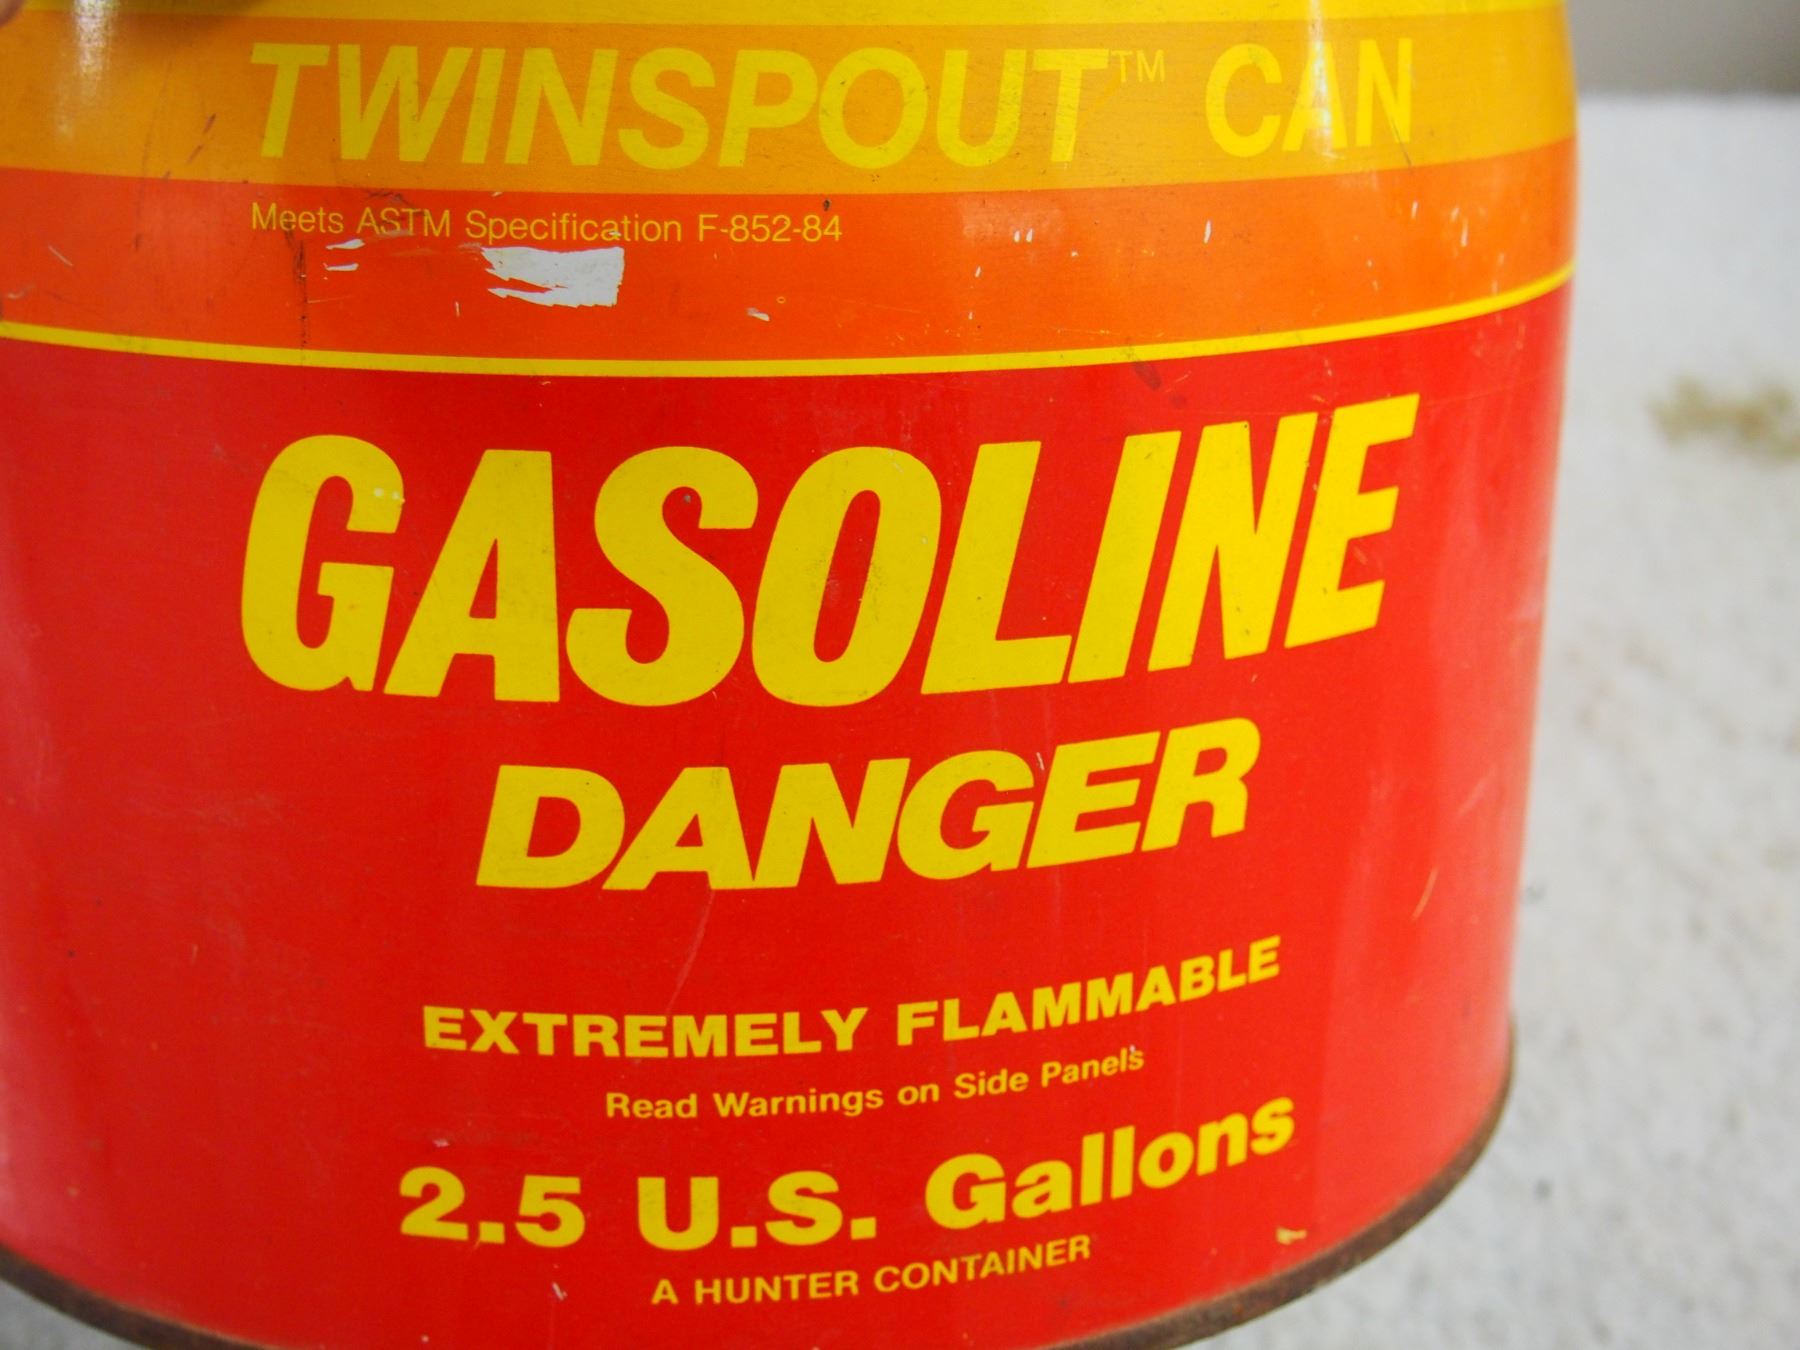 TWINSPOUT™ CAN
Meets ASTM Specification F-852-84
GASOLINE
DANGER
EXTREMELY FLAMMABLE
Read Warnings on Side Panels
2.5 U.S. Gallons
A HUNTER CONTAINER